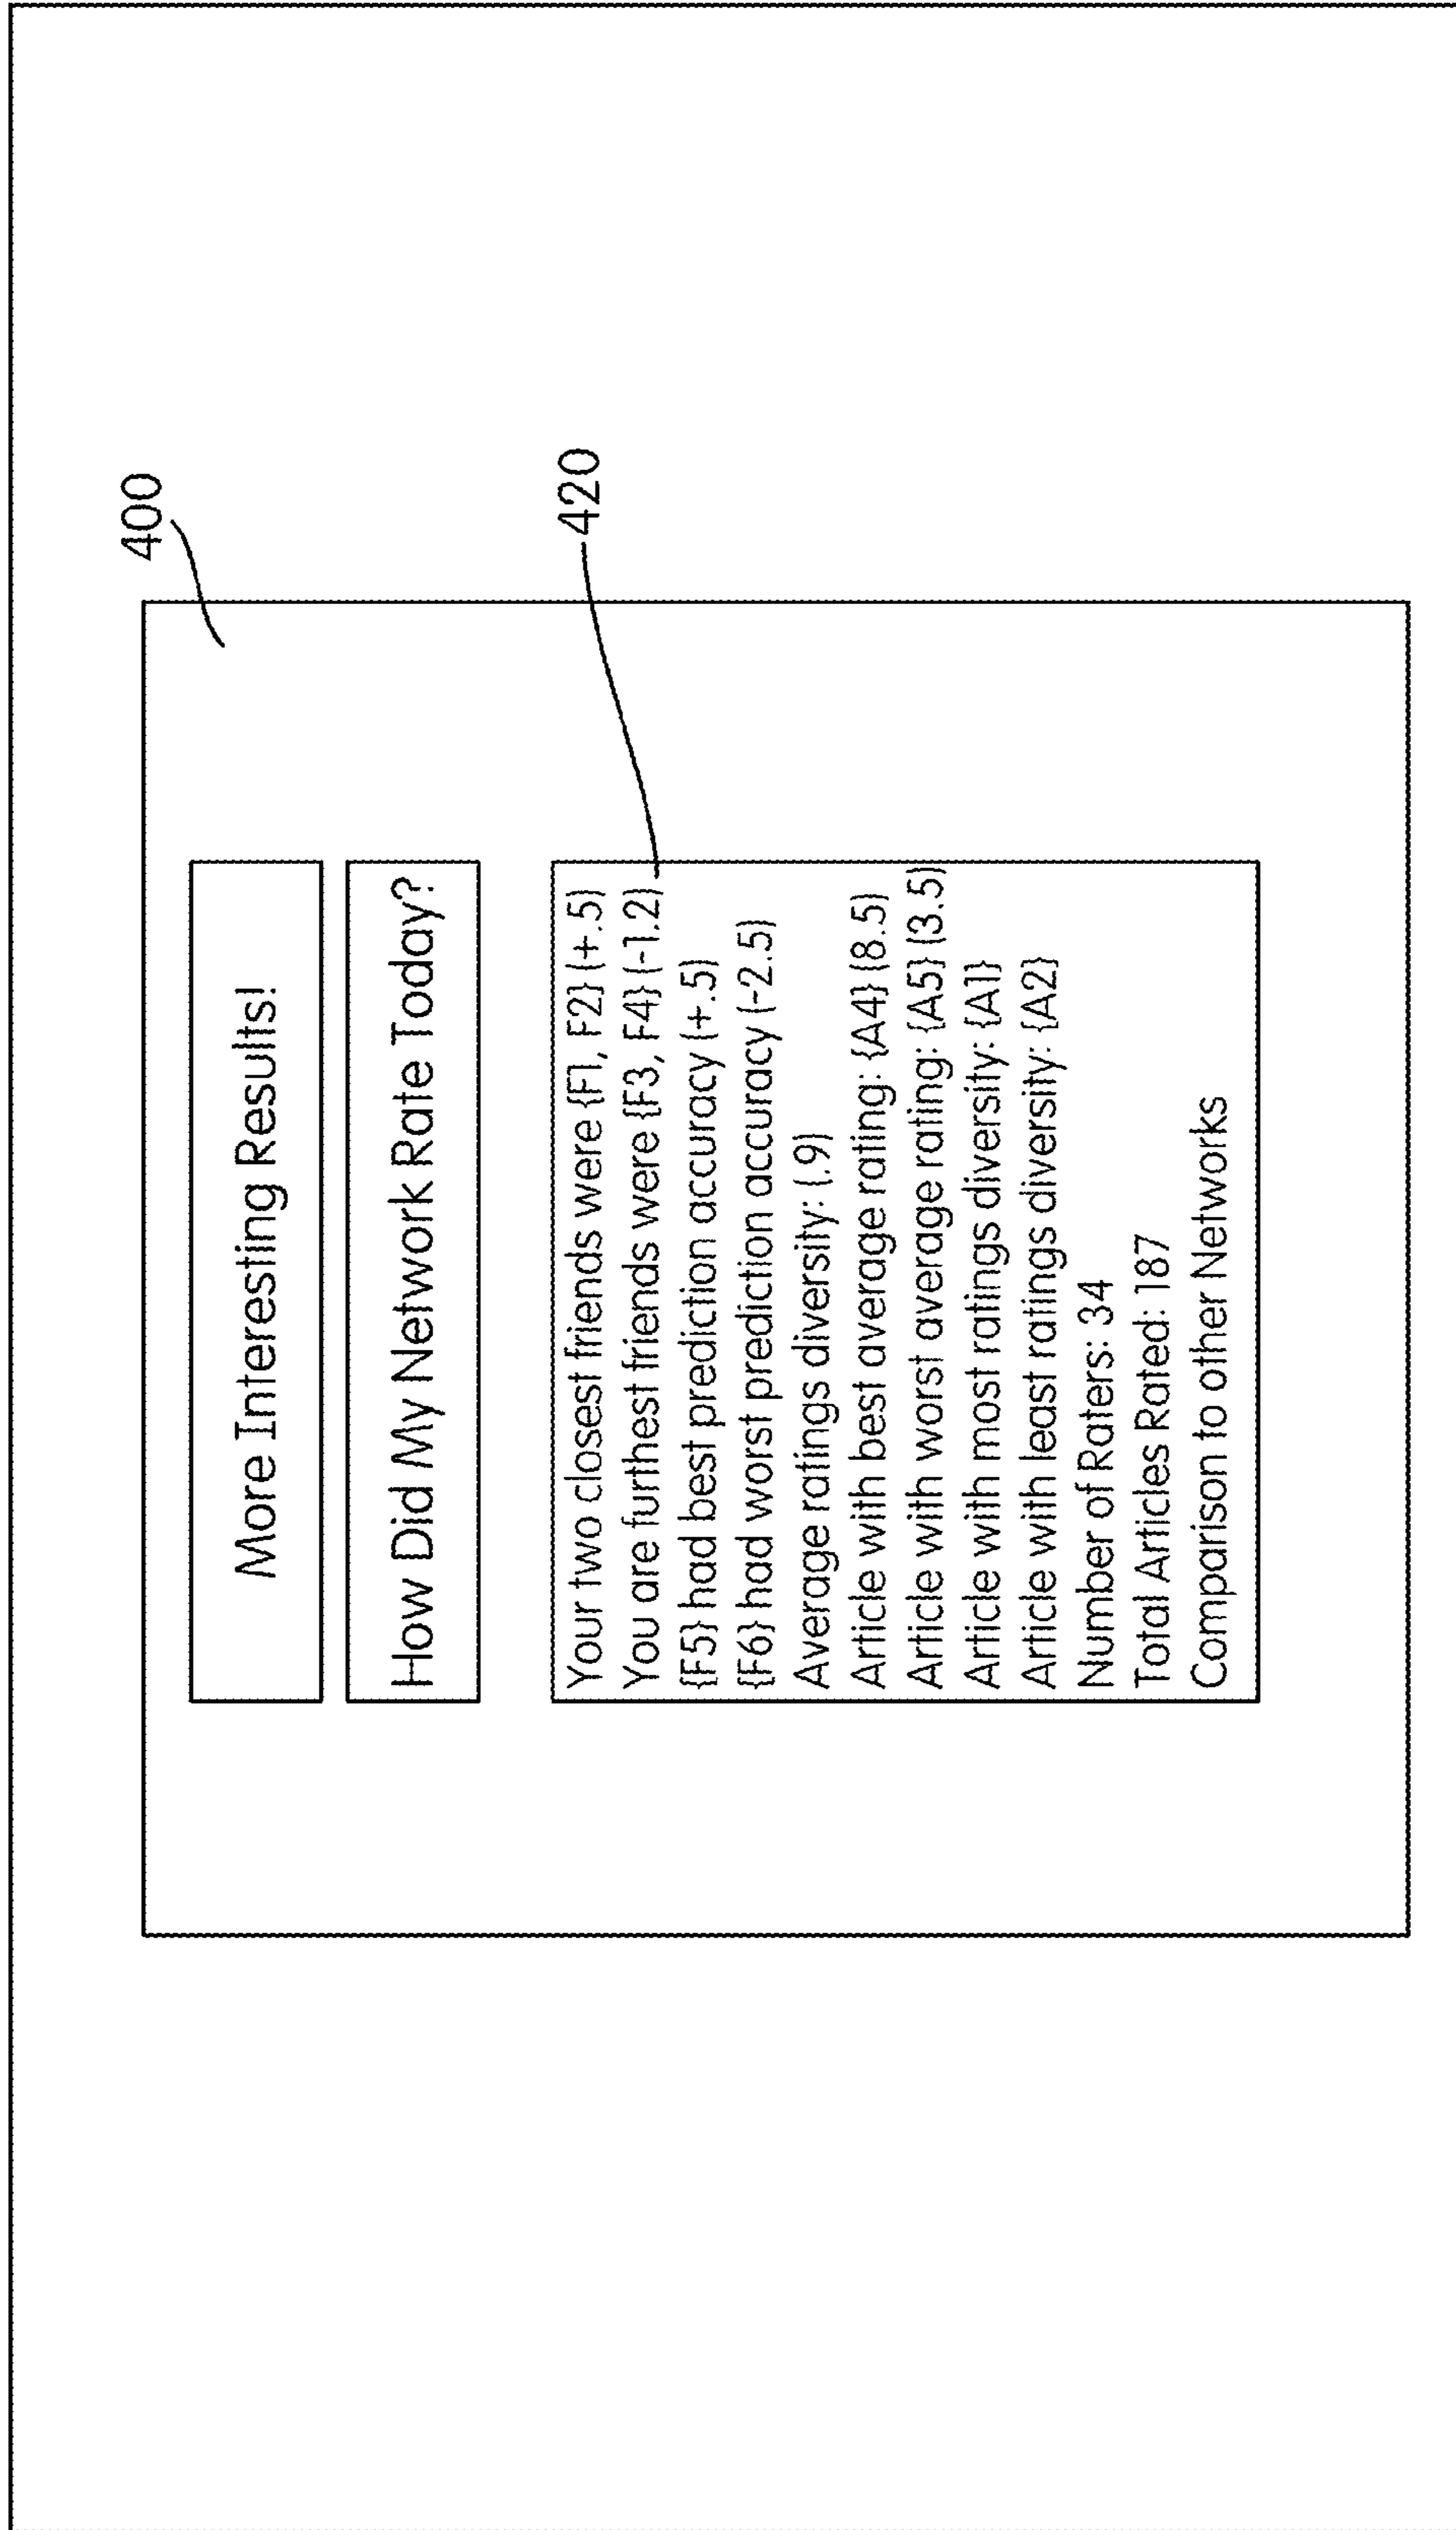 400
More Interesting Results!
How Did My Network Rate Today?
420
Your two closest friends were {F1, F2} (+.5)
You are furthest friends were {F3, F4} (-1.2)
{F5} had best prediction accuracy (+.5)
{F6} had worst prediction accuracy (-2.5)
Average ratings diversity: (.9)
Article with best average rating: {A4} (8.5)
Article with worst average rating: {A5} (3.5)
Article with most ratings diversity: {A1}
Article with least ratings diversity: {A2}
Number of Raters: 34
Total Articles Rated: 187
Comparison to other Networks